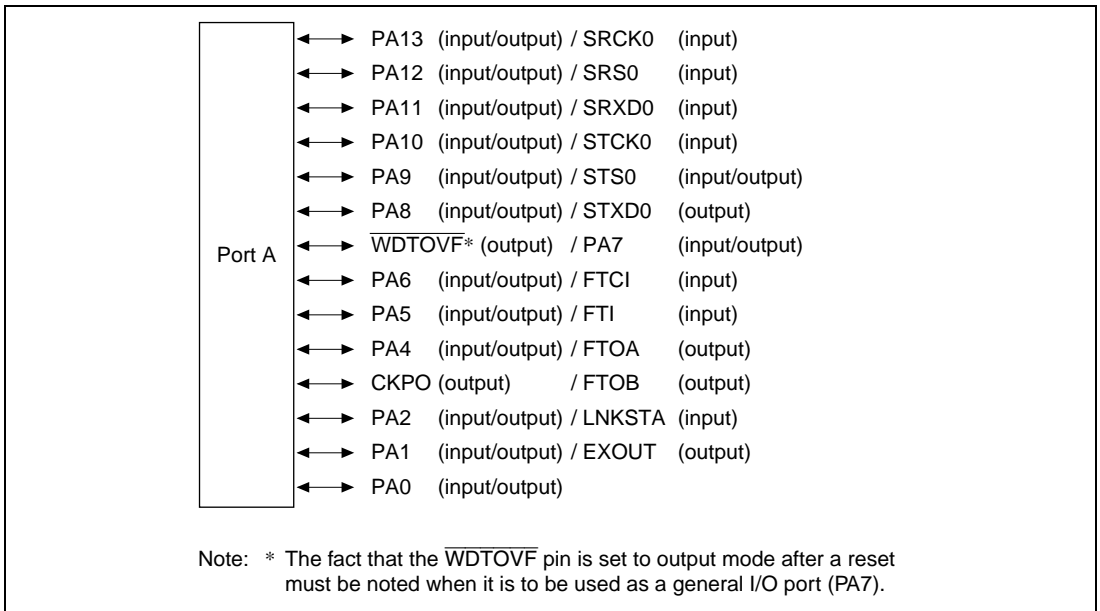 PA13 (input/output) / SRCK0 (input)
PA12 (input/output) / SRS0 (input)
PA11 (input/output) / SRXD0 (input)
PA10 (input/output) / STCK0 (input)
PA9 (input/output) / STS0 (input/output)
PA8 (input/output) / STXD0 (output)
Port A
WDTOVF* (output) / PA7 (input/output)
PA6 (input/output) / FTCI (input)
PA5 (input/output) / FTI (input)
PA4 (input/output) / FTOA (output)
CKPO (output) / FTOB (output)
PA2 (input/output) / LNKSTA (input)
PA1 (input/output) / EXOUT (output)
PA0 (input/output)
Note: * The fact that the WDTOVF pin is set to output mode after a reset
must be noted when it is to be used as a general I/O port (PA7).